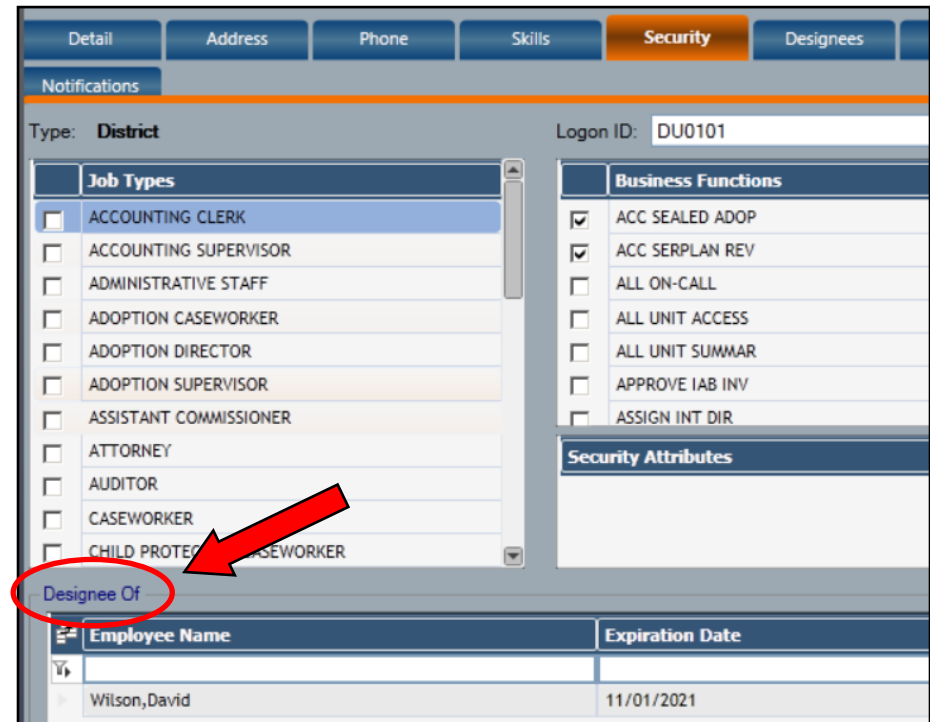 Detail Address Phone Skills Security Designees
Notifications
Type: District Logon ID: DU0101
Job Types
ACCOUNTING CLERK
ACCOUNTING SUPERVISOR
ADMINISTRATIVE STAFF
ADOPTION CASEWORKER
ADOPTION DIRECTOR
ADOPTION SUPERVISOR
ASSISTANT COMMISSIONER
ATTORNEY
AUDITOR
CASEWORKER
CHILD PROTEC ASEWORKER
Business Functions
ACC SEALED ADOP
ACC SERPLAN REV
ALL ON-CALL
ALL UNIT ACCESS
ALL UNIT SUMMAR
APPROVE IAB INV
ASSIGN INT DIR
Security Attributes
Designee Of
Employee Name Expiration Date
Wilson,David 11/01/2021